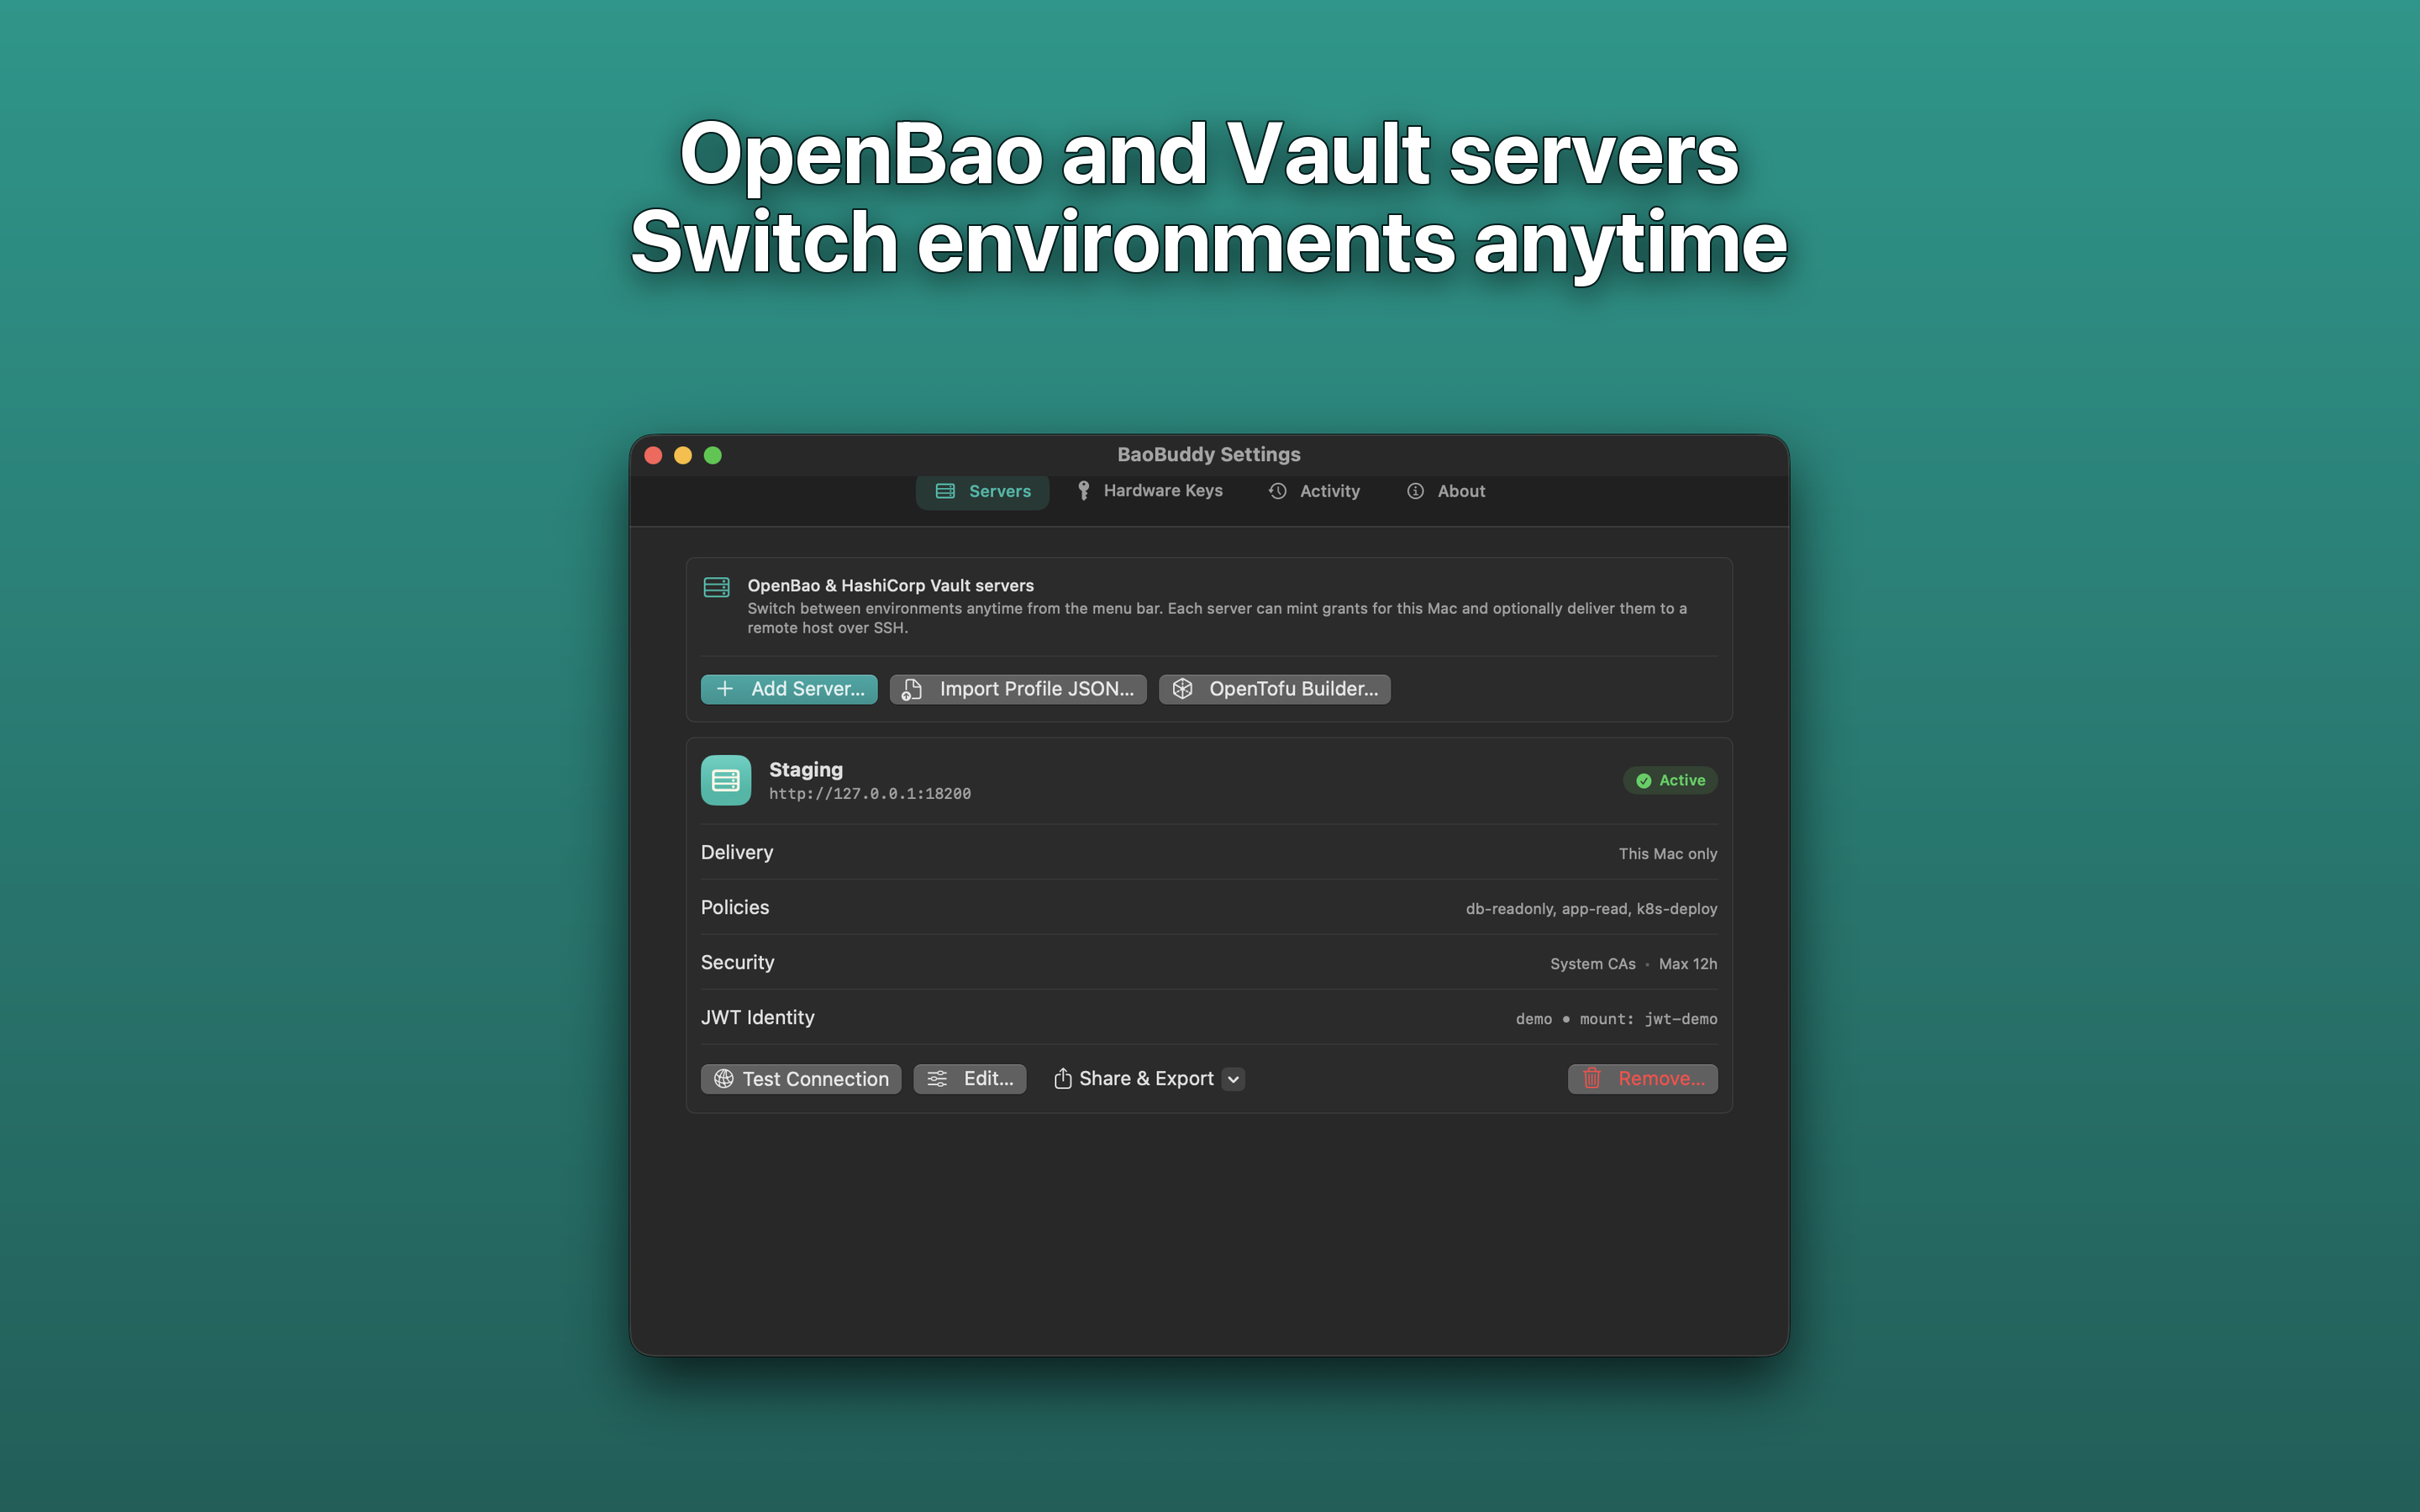 OpenBao and Vault servers
Switch environments anytime
BaoBuddy Settings
Servers
Hardware Keys
Activity
About
OpenBao & HashiCorp Vault servers
Switch between environments anytime from the menu bar. Each server can mint grants for this Mac and optionally deliver them to a
remote host over SSH.
Add Server...
Import Profile JSON...
OpenTofu Builder...
Staging
http://127.0.0.1:18200
Active
Delivery
This Mac only
Policies
db-readonly, app-read, k8s-deploy
Security
System CAs • Max 12h
JWT Identity
demo • mount: jwt-demo
Test Connection
Edit...
Share & Export
Remove...